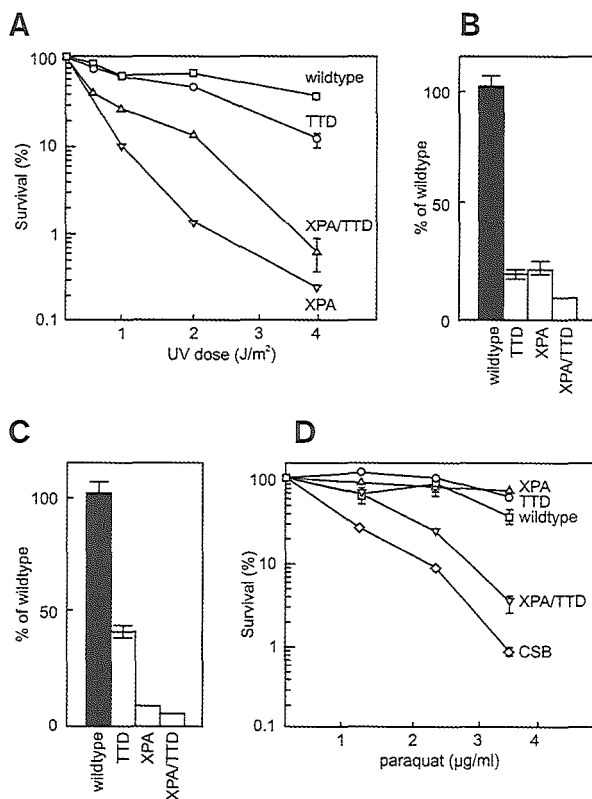 A
Survival (%)
100
10
1
0.1
wildtype
TTD
XPA/TTD
XPA
1 2 3 4
UV dose (J/m²)
B
% of wildtype
100
50
0
wildtype
TTD
XPA
XPA/TTD
C
% of wildtype
100
50
0
wildtype
TTD
XPA
XPA/TTD
D
Survival (%)
100
10
1
0.1
XPA
TTD
wildtype
XPA/TTD
CSB
1 2 3 4
paraquat (µg/ml)